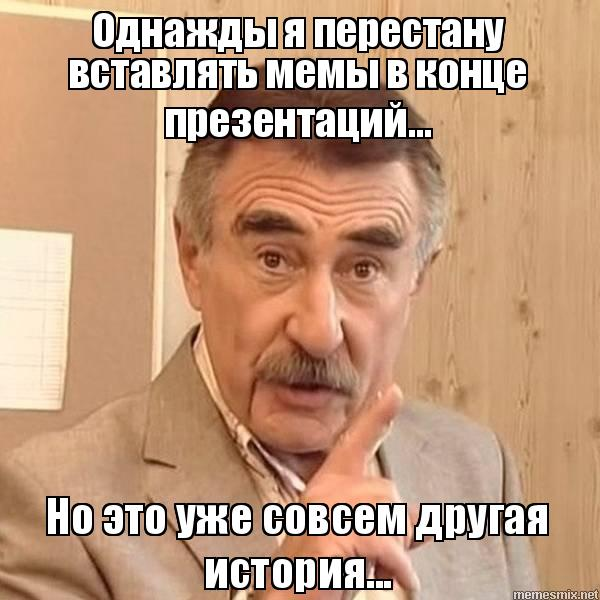 Однажды я перестану
вставлять мемы в конце
презентаций...
Но это уже совсем другая
история...
memesmix.net